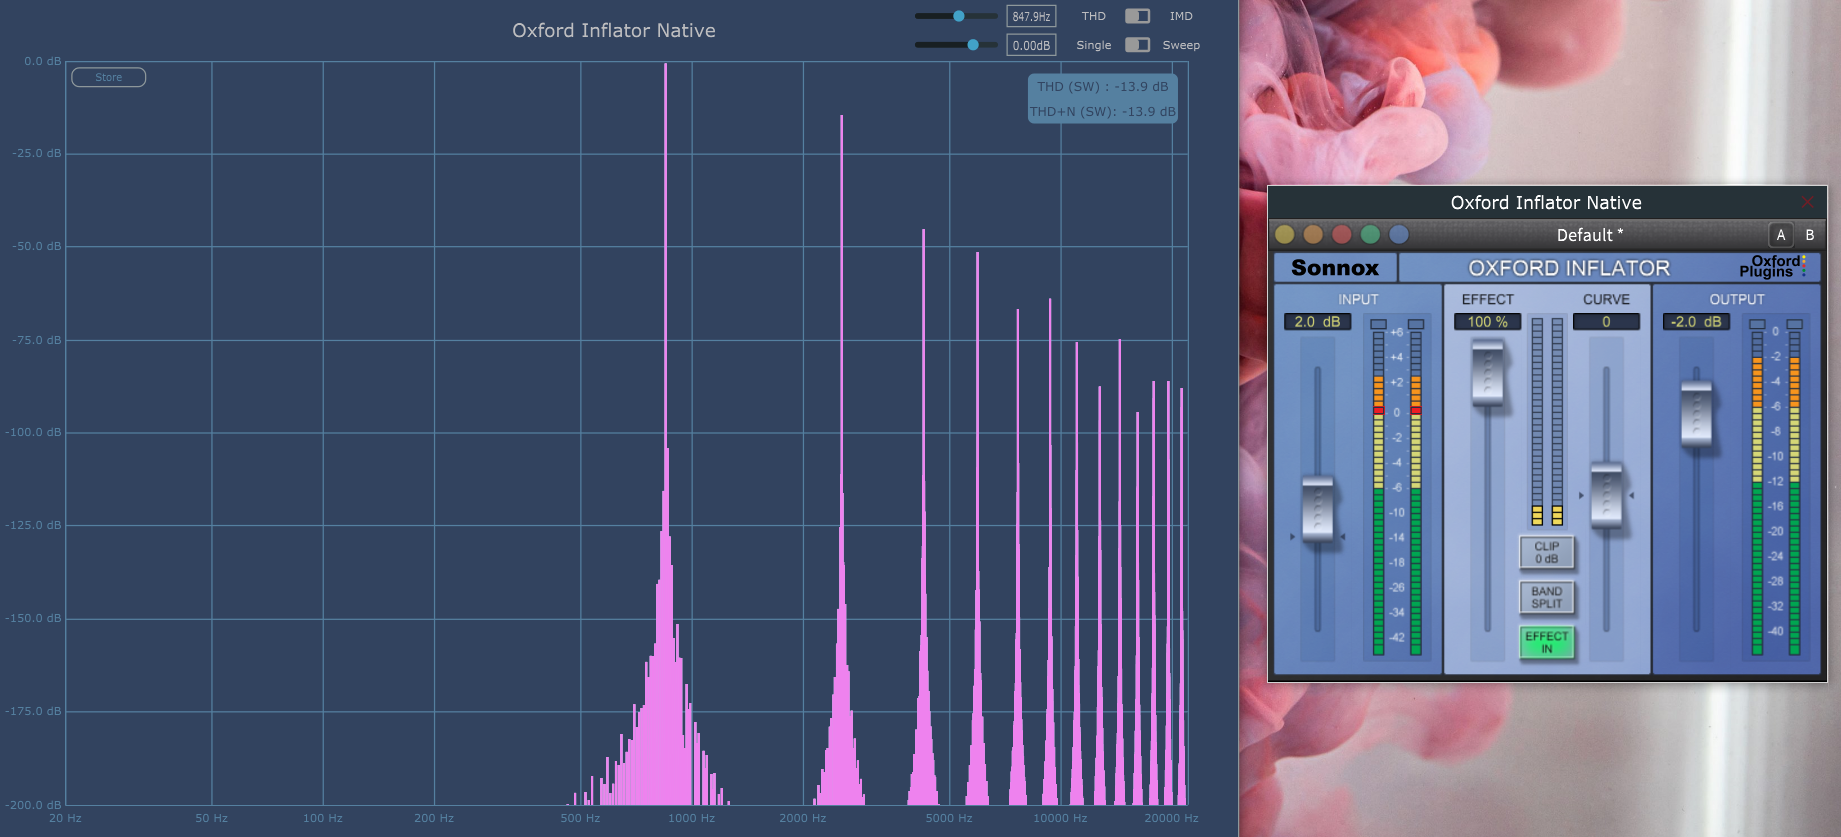 Oxford Inflator Native
847.9Hz THD IMD
0.00dB Single Sweep
Store
THD (SW) : -13.9 dB
THD+N (SW): -13.9 dB
0.0 dB
-25.0 dB
-50.0 dB
-75.0 dB
-100.0 dB
-125.0 dB
-150.0 dB
-175.0 dB
-200.0 dB
20 Hz 50 Hz 100 Hz 200 Hz 500 Hz 1000 Hz 2000 Hz 5000 Hz 10000 Hz 20000 Hz
Oxford Inflator Native
Default * A B
Sonnox OXFORD INFLATOR Oxford
Plugins
INPUT
2.0 dB
+6
+4
+2
0
-2
-4
-6
-10
-14
-18
-26
-34
-42
EFFECT CURVE
100 % 0
CLIP
0 dB
BAND
SPLIT
EFFECT
IN
OUTPUT
-2.0 dB
0
-2
-4
-6
-8
-10
-12
-16
-20
-24
-28
-32
-40